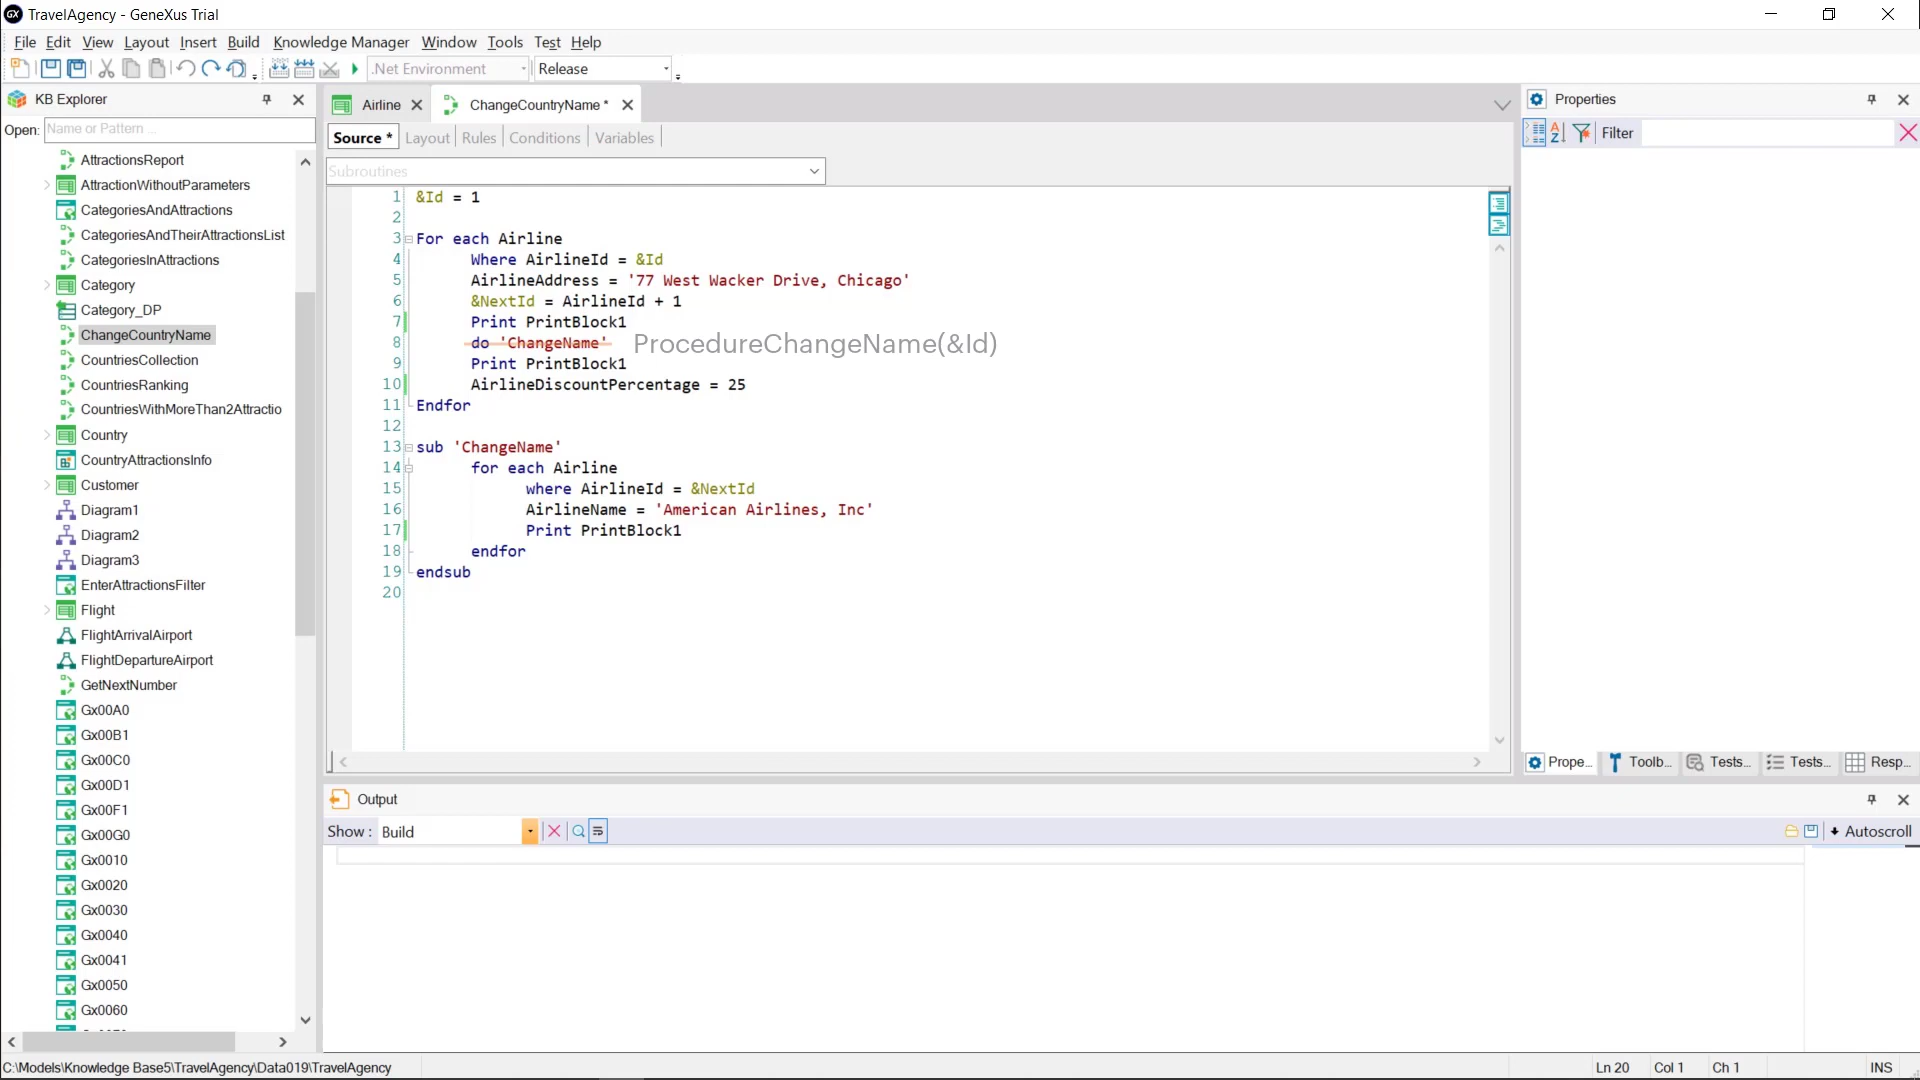 TravelAgency - GeneXus Trial
File Edit View Layout Insert Build Knowledge Manager Window Tools Test Help
.Net Environment Release
KB Explorer
Open: Name or Pattern ...
AttractionsReport
AttractionWithoutParameters
CategoriesAndAttractions
CategoriesAndTheirAttractionsList
CategoriesInAttractions
Category
Category_DP
ChangeCountryName
CountriesCollection
CountriesRanking
CountriesWithMoreThan2Attractio
Country
CountryAttractionsInfo
Customer
Diagram1
Diagram2
Diagram3
EnterAttractionsFilter
Flight
FlightArrivalAirport
FlightDepartureAirport
GetNextNumber
Gx00A0
Gx00B1
Gx00C0
Gx00D1
Gx00F1
Gx00G0
Gx0010
Gx0020
Gx0030
Gx0040
Gx0041
Gx0050
Gx0060
Airline ChangeCountryName *
Source * Layout Rules Conditions Variables
Subroutines
1 &Id = 1
2
3 For each Airline
4 Where AirlineId = &Id
5 AirlineAddress = '77 West Wacker Drive, Chicago'
6 &NextId = AirlineId + 1
7 Print PrintBlock1
8 do 'ChangeName' ProcedureChangeName(&Id)
9 Print PrintBlock1
10 AirlineDiscountPercentage = 25
11 Endfor
12
13 sub 'ChangeName'
14 for each Airline
15 where AirlineId = &NextId
16 AirlineName = 'American Airlines, Inc'
17 Print PrintBlock1
18 endfor
19 endsub
20
Properties
Filter
Prope... Toolb... Tests... Tests... Resp...
Output
Show : Build
Autoscroll
C:\Models\Knowledge Base5\TravelAgency\Data019\TravelAgency
Ln 20 Col 1 Ch 1 INS